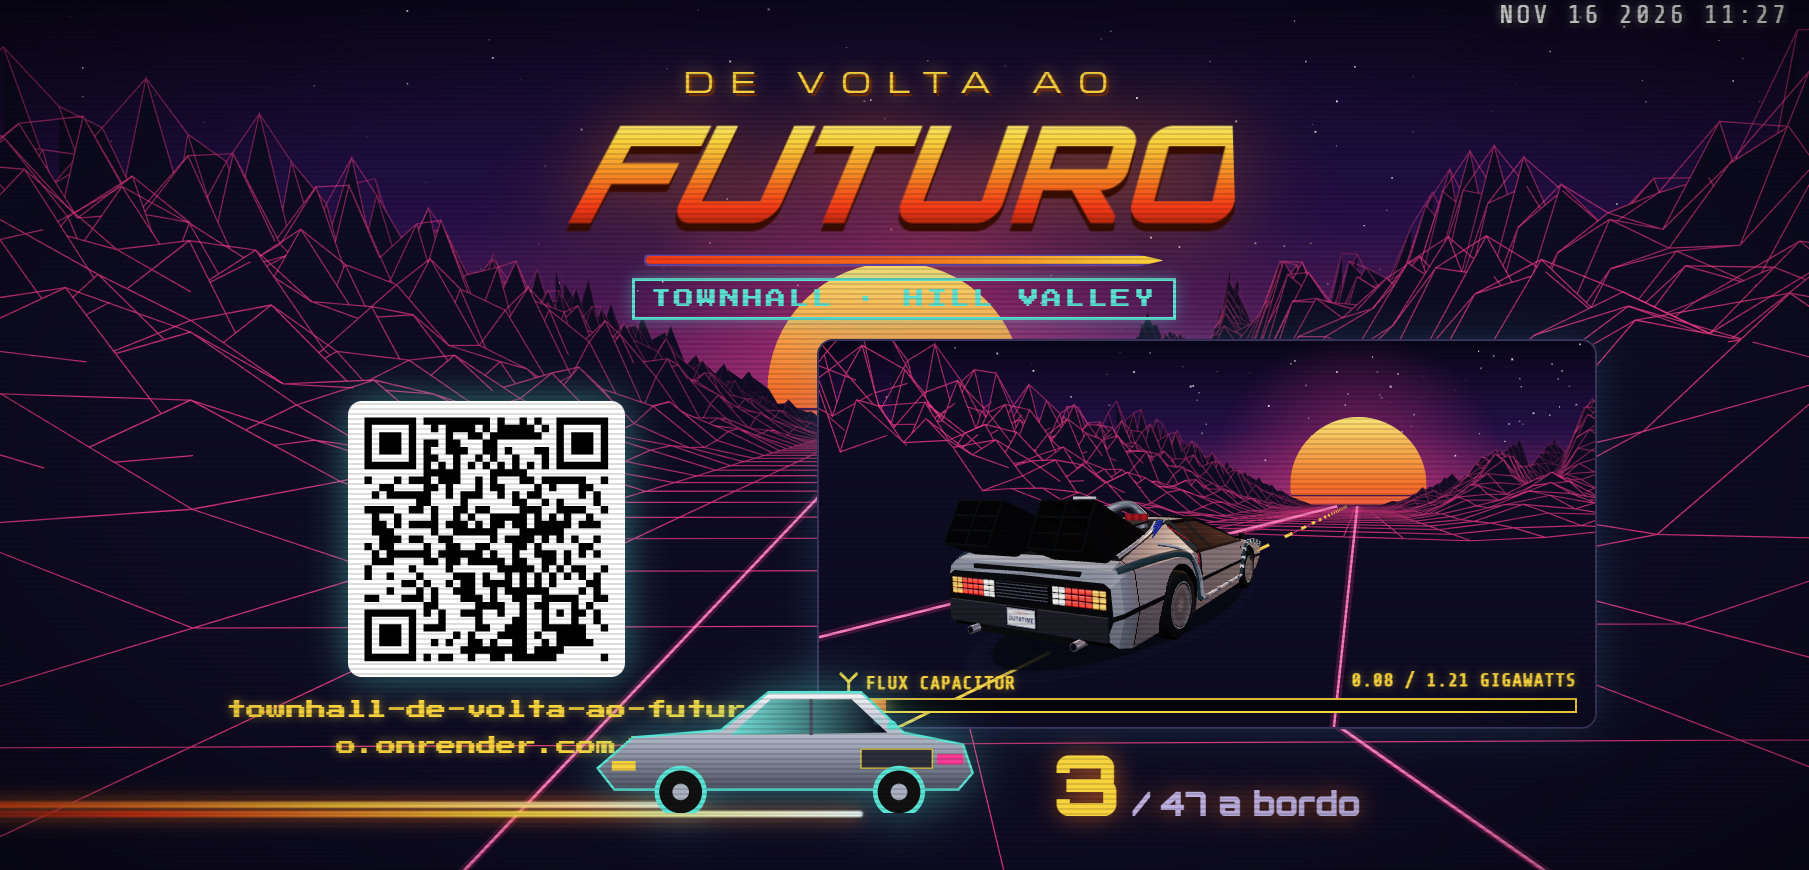 NOV 16 2026 11:27
DE VOLTA AO
FUTURO
TOWNHALL · HILL VALLEY
OUTATIME
FLUX CAPACITOR
0.08 / 1.21 GIGAWATTS
townhall-de-volta-ao-futur
o.onrender.com
3 / 47 a bordo